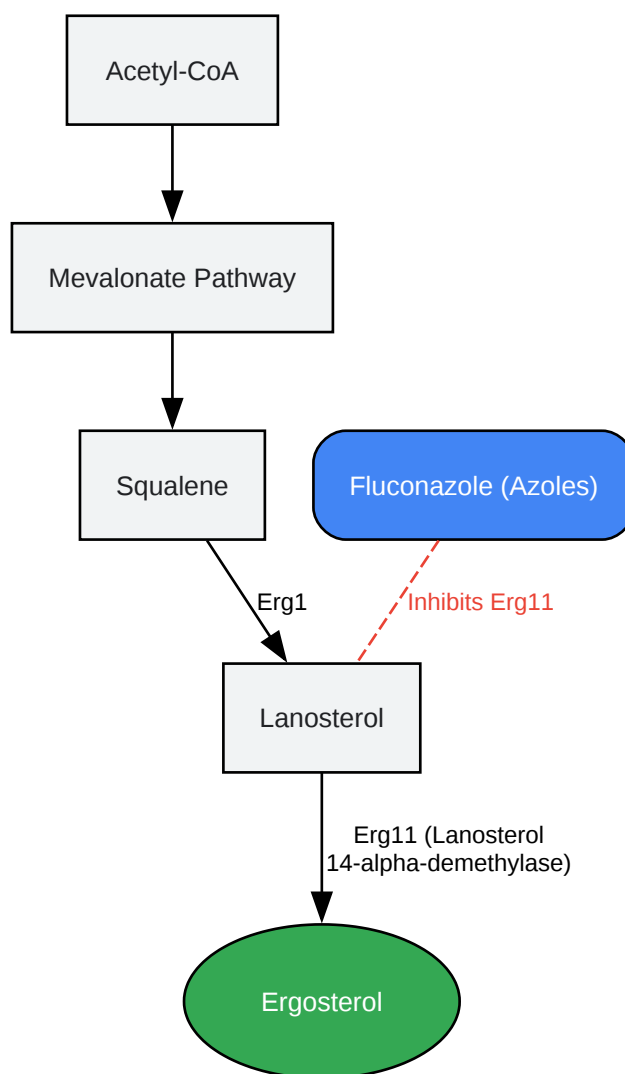 Acetyl-CoA
Mevalonate Pathway
Squalene
Fluconazole (Azoles)
Erg1
Inhibits Erg11
Lanosterol
Erg11 (Lanosterol
14-alpha-demethylase)
Ergosterol